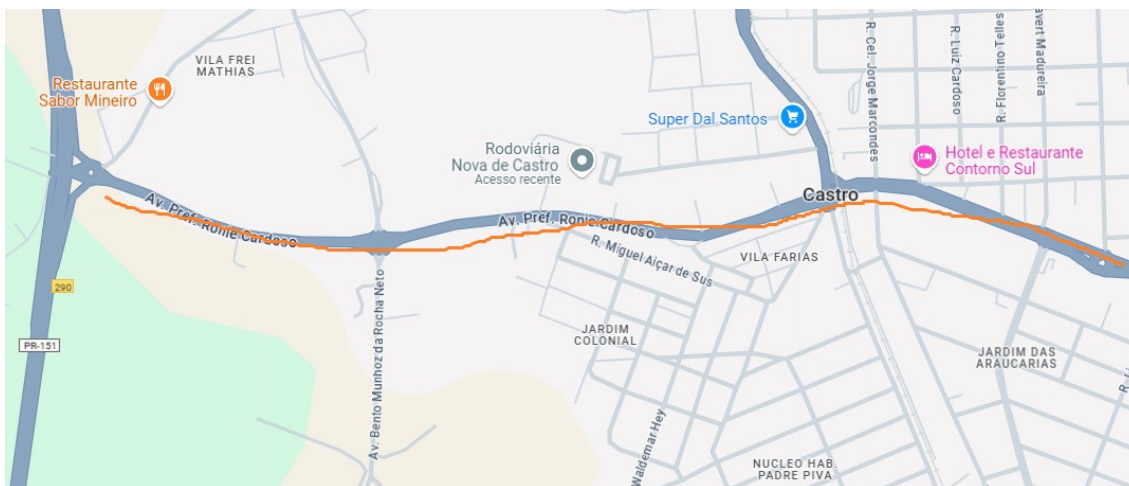 VILA FREI
MATHIAS
Restaurante
Sabor Mineiro
Av. Pref. Ronie Cardoso
290
PR-151
Av. Bento Munhoz da Rocha Neto
Rodoviária
Nova de Castro
Acesso recente
Av. Pref. Ronie Cardoso
R. Miguel Aiçar de Sus
Super Dal Santos
Castro
VILA FARIAS
JARDIM
COLONIAL
Waldemar Hey
NUCLEO HAB.
PADRE PIVA
R. Cel. Jorge Marcondes
R. Luiz Cardoso
R. Florentino Telles
avert Madureira
Hotel e Restaurante
Contorno Sul
JARDIM DAS
ARAUCARIAS